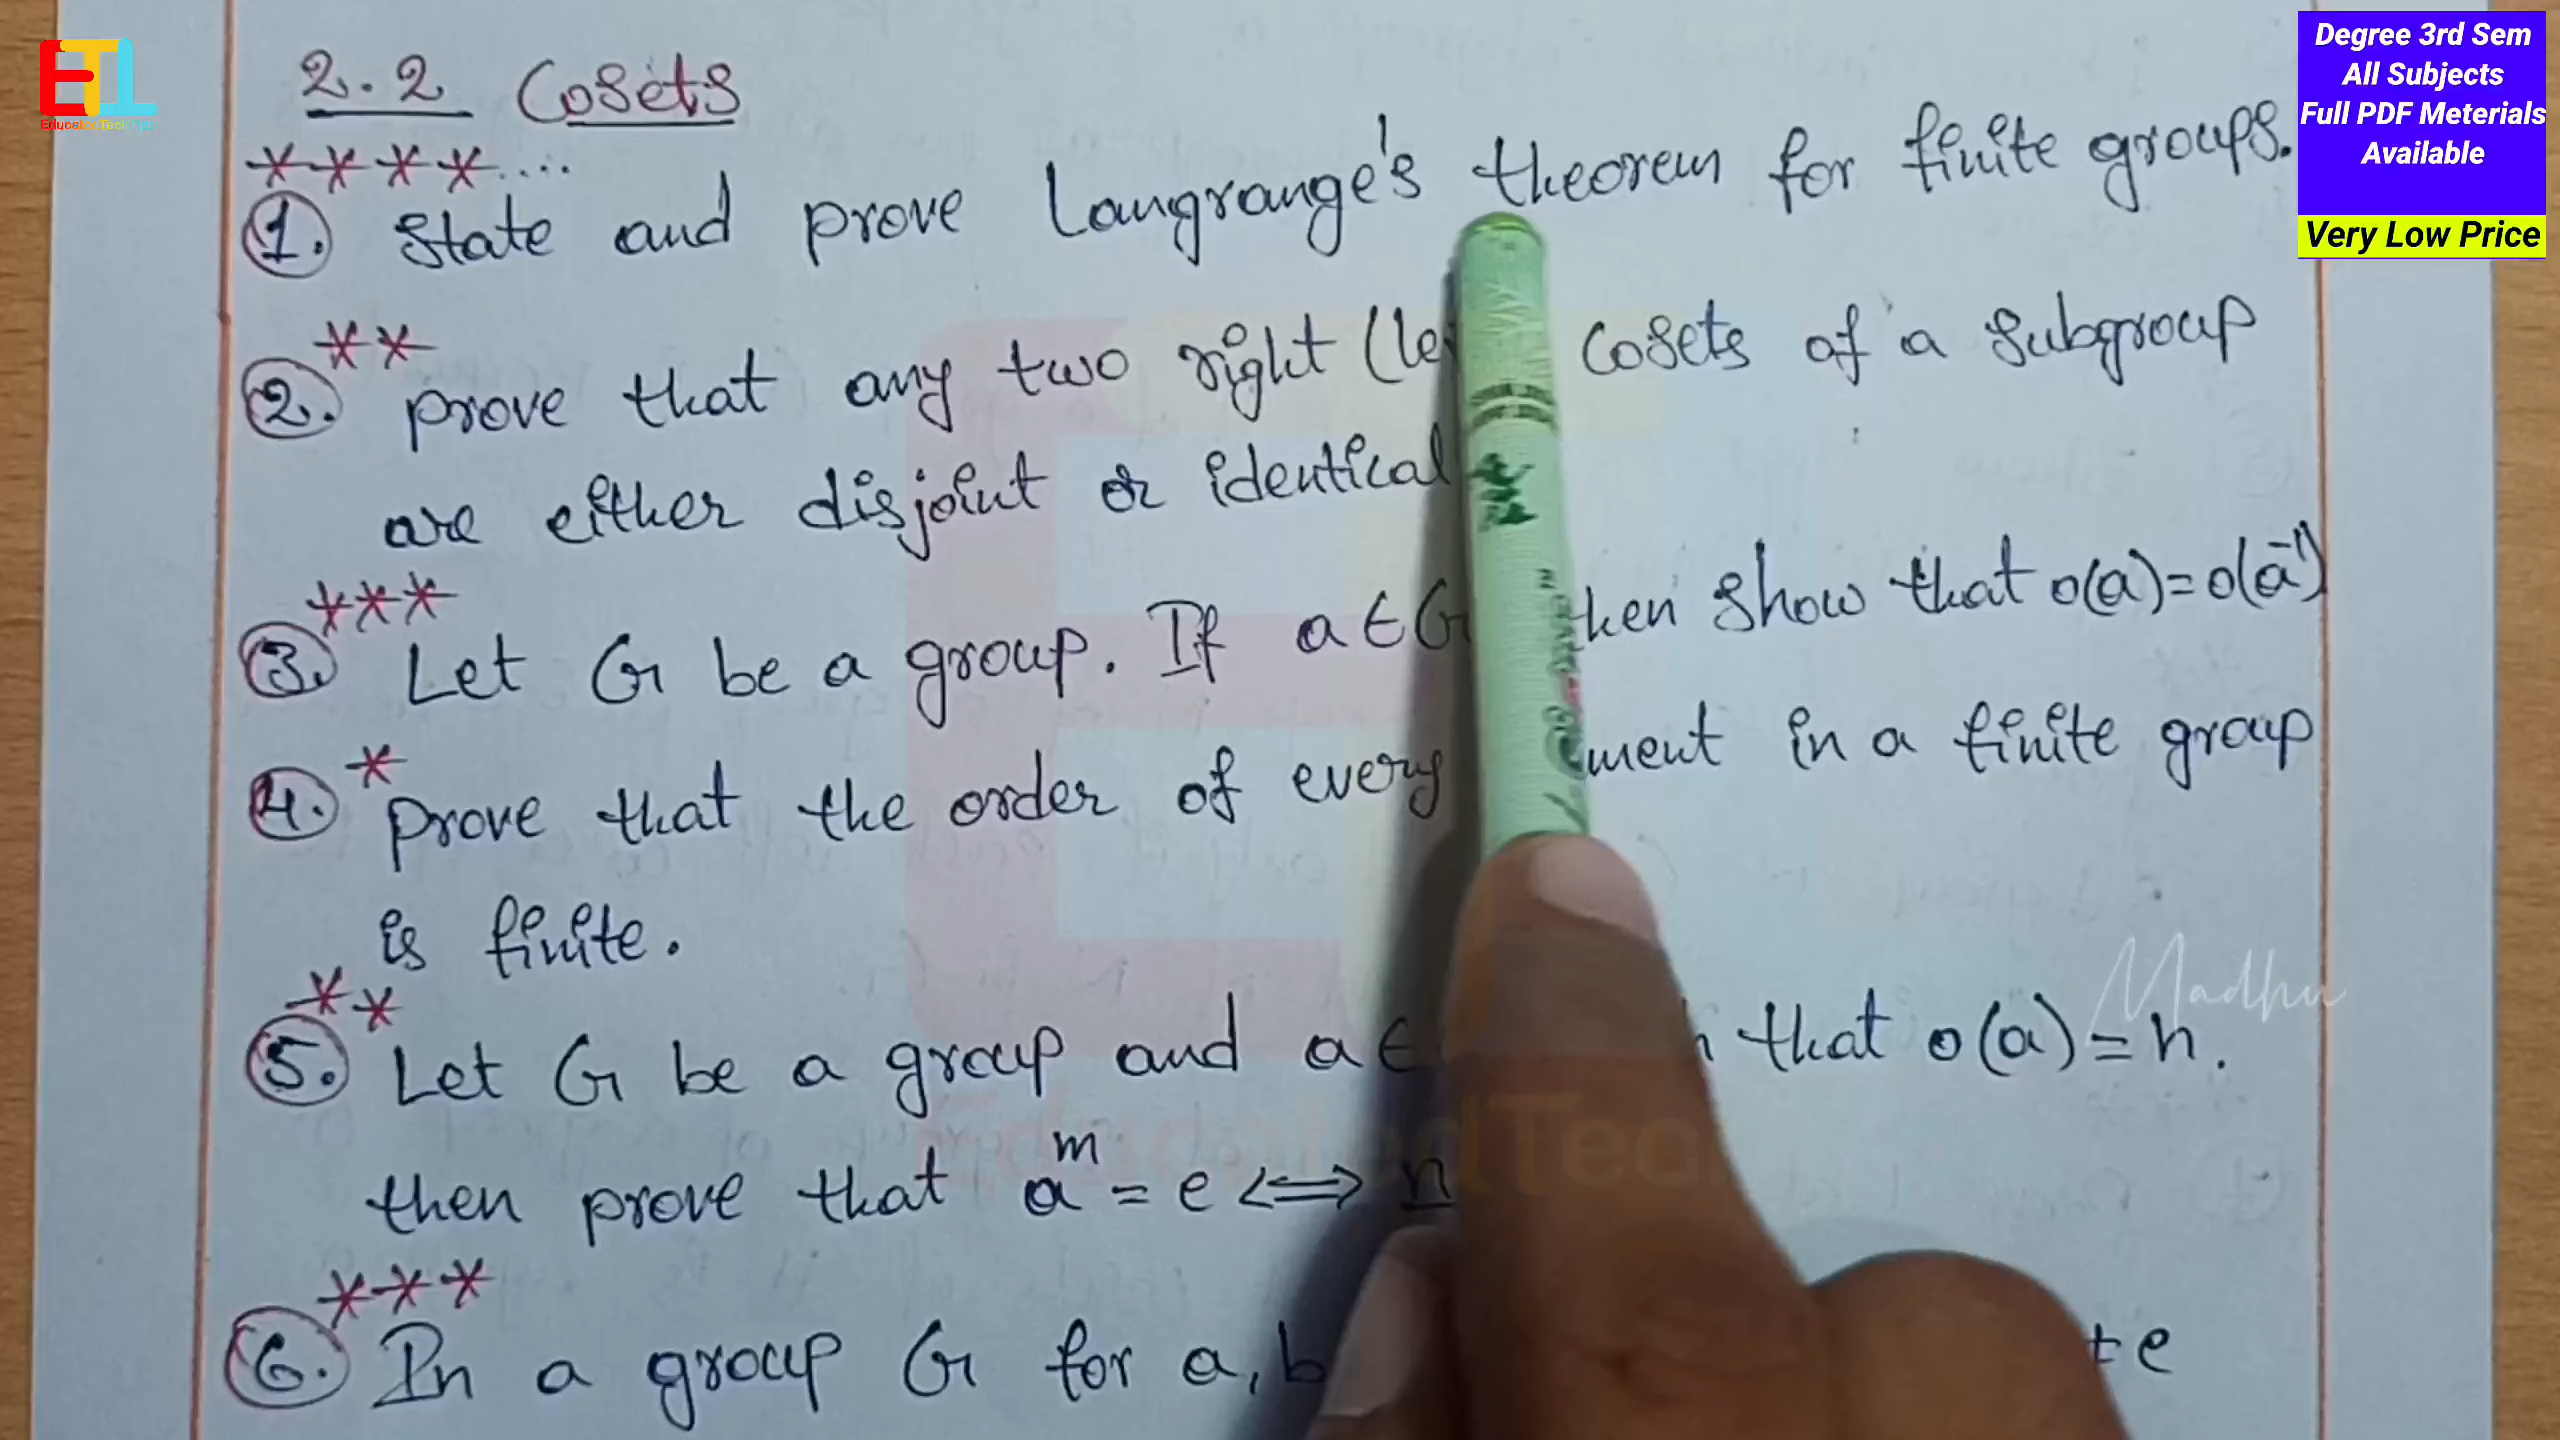 2.2 Cosets
****....
1. State and prove Langrange's theorem for finite groups.
**
2. prove that any two right ( cosets of a subgroup
are either disjoint or identical
***
3. Let G be a group. If a ∈ G show that o(a)=o(a⁻¹)
*
4. prove that the order of every in a finite group
is finite.
**
5. Let G be a group and a ∈ that o(a) = n.
then prove that aᵐ = e <=> n
***
6. In a group G for a, b e
Degree 3rd Sem
All Subjects
Full PDF Meterials
Available
Very Low Price
ETL
Madhu